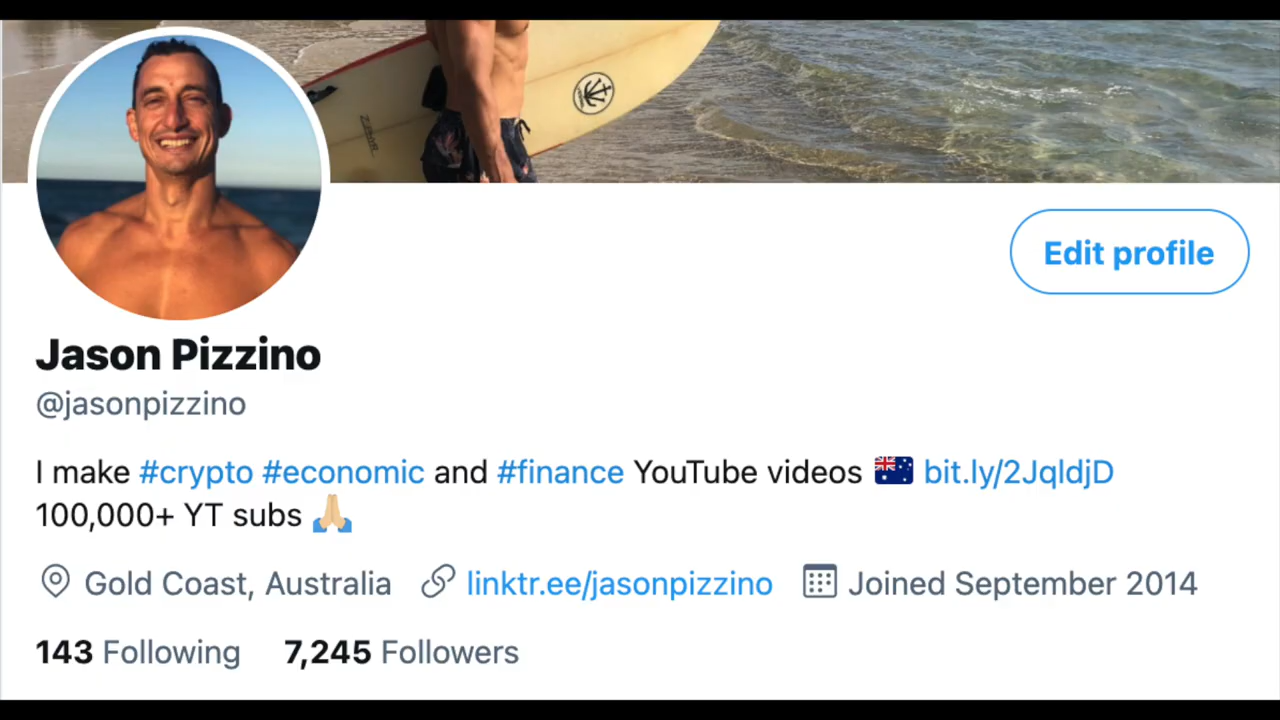 Edit profile
Jason Pizzino
@jasonpizzino
I make #crypto #economic and #finance YouTube videos 🇦🇺 bit.ly/2JqldjD
100,000+ YT subs 🙏🏼
Gold Coast, Australia linktr.ee/jasonpizzino Joined September 2014
143 Following 7,245 Followers